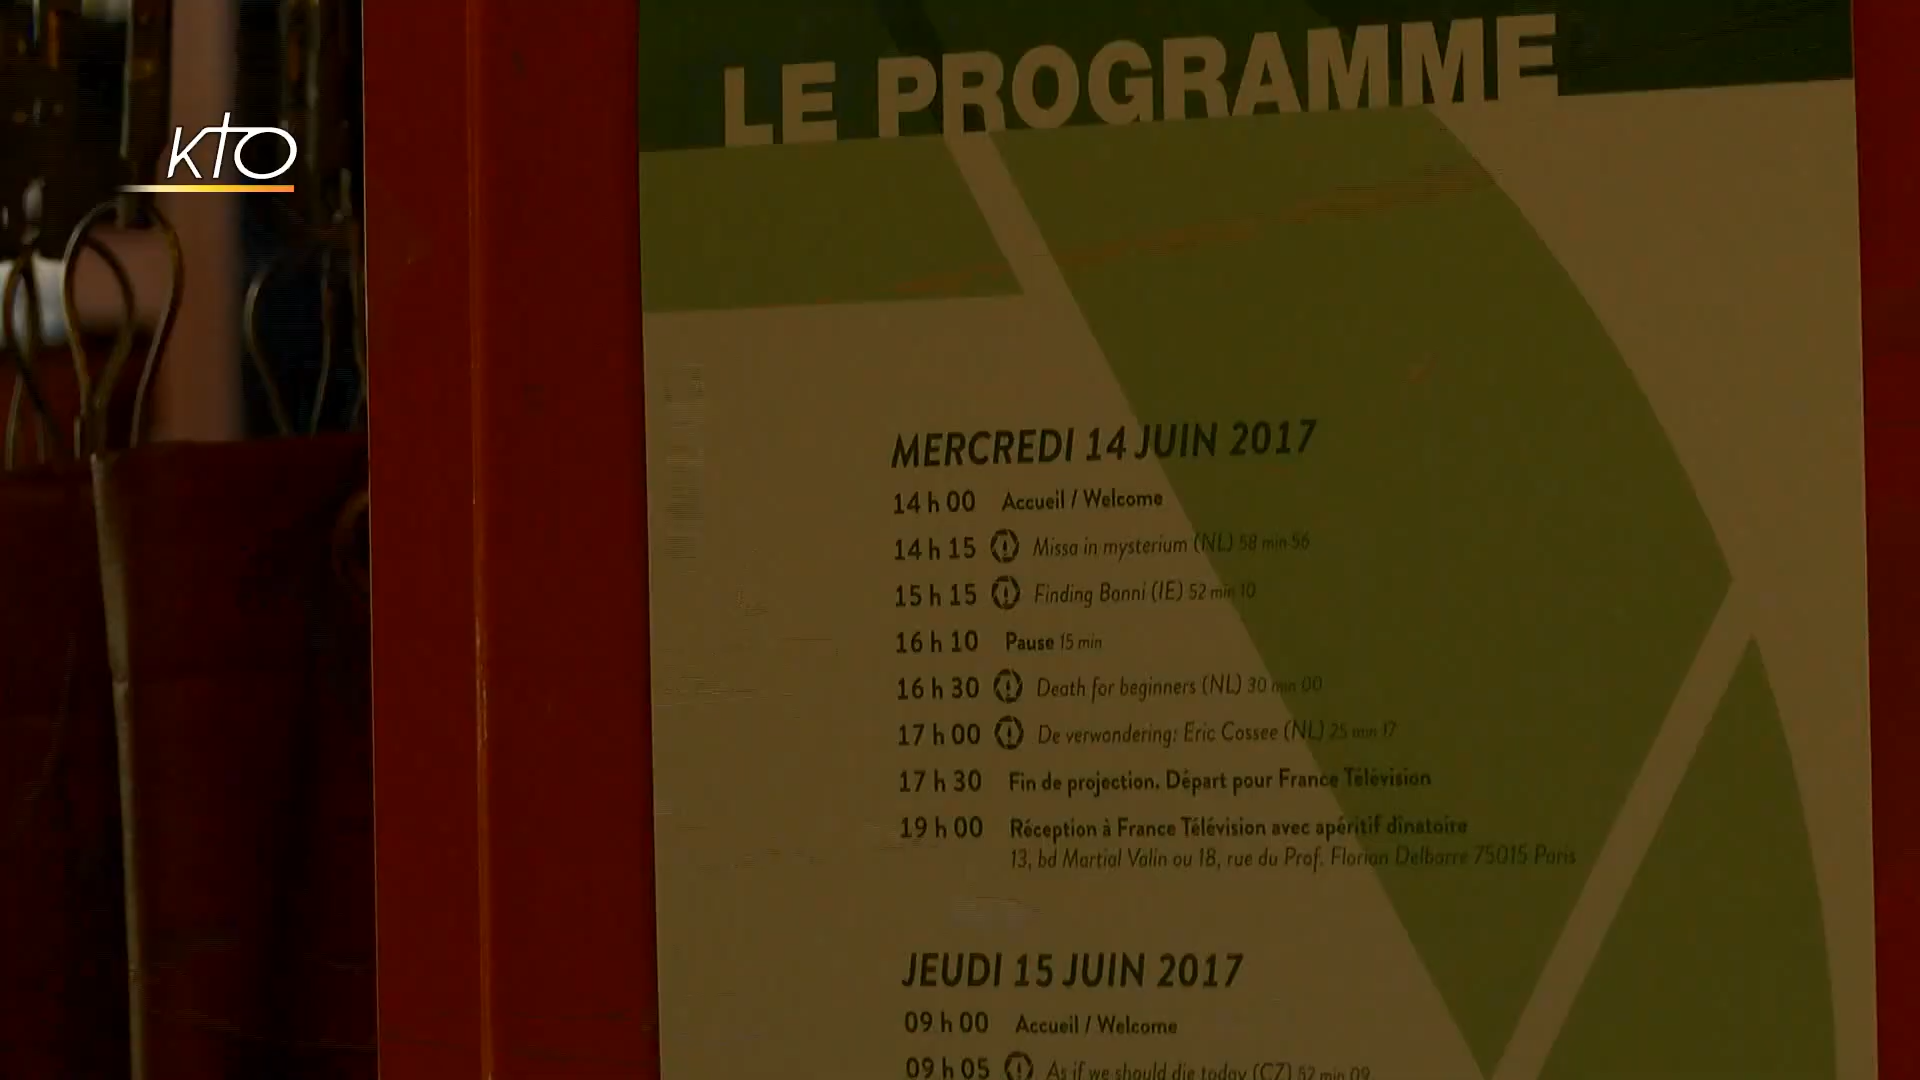 KTO
LE PROGRAMME
MERCREDI 14 JUIN 2017
14 h 00 Accueil / Welcome
14 h 15 Missa in mysterium (NL) 58 min 56
15 h 15 Finding Banni (IE) 52 min 10
16 h 10 Pause 15 min
16 h 30 Death for beginners (NL) 30 min 00
17 h 00 De verwondering: Eric Cossee (NL) 25 min 17
17 h 30 Fin de projection. Départ pour France Télévision
19 h 00 Réception à France Télévision avec apéritif dînatoire
13, bd Martial Valin ou 18, rue du Prof. Florian Delbarre 75015 Paris
JEUDI 15 JUIN 2017
09 h 00 Accueil / Welcome
09 h 05 As if we should die today (CZ) 52 min 09